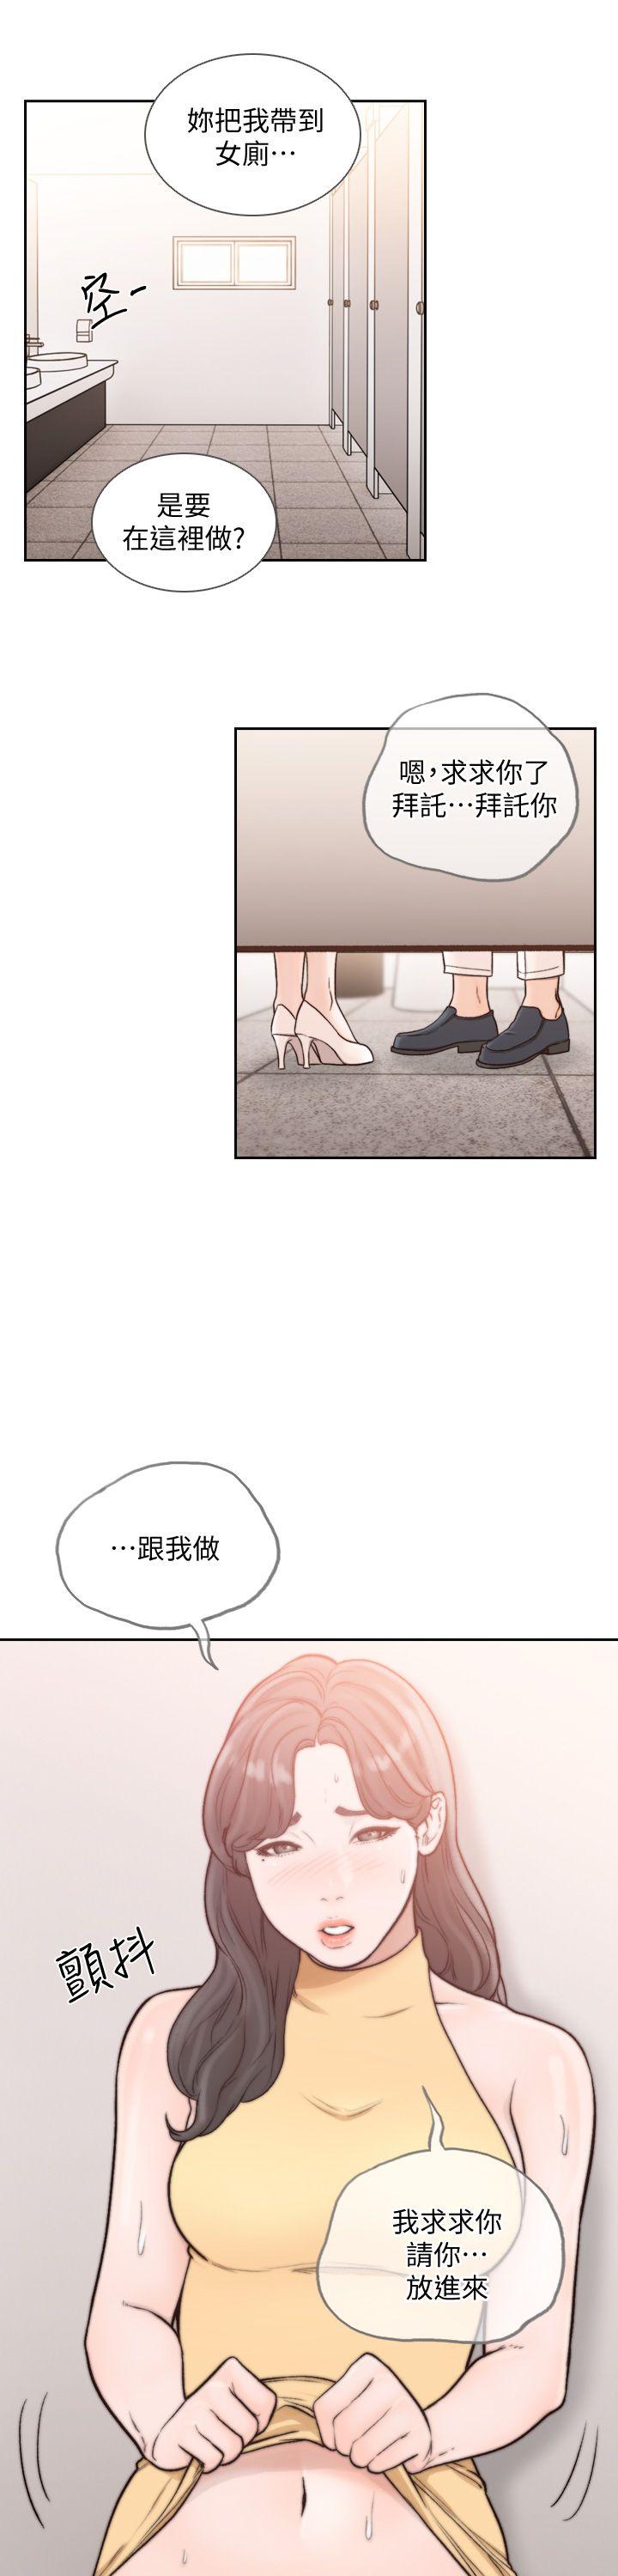 妳把我帶到
女廁…
空-
是要
在這裡做?
嗯,求求你了
拜託…拜託你
…跟我做
顫抖
我求求你
請你…
放進來